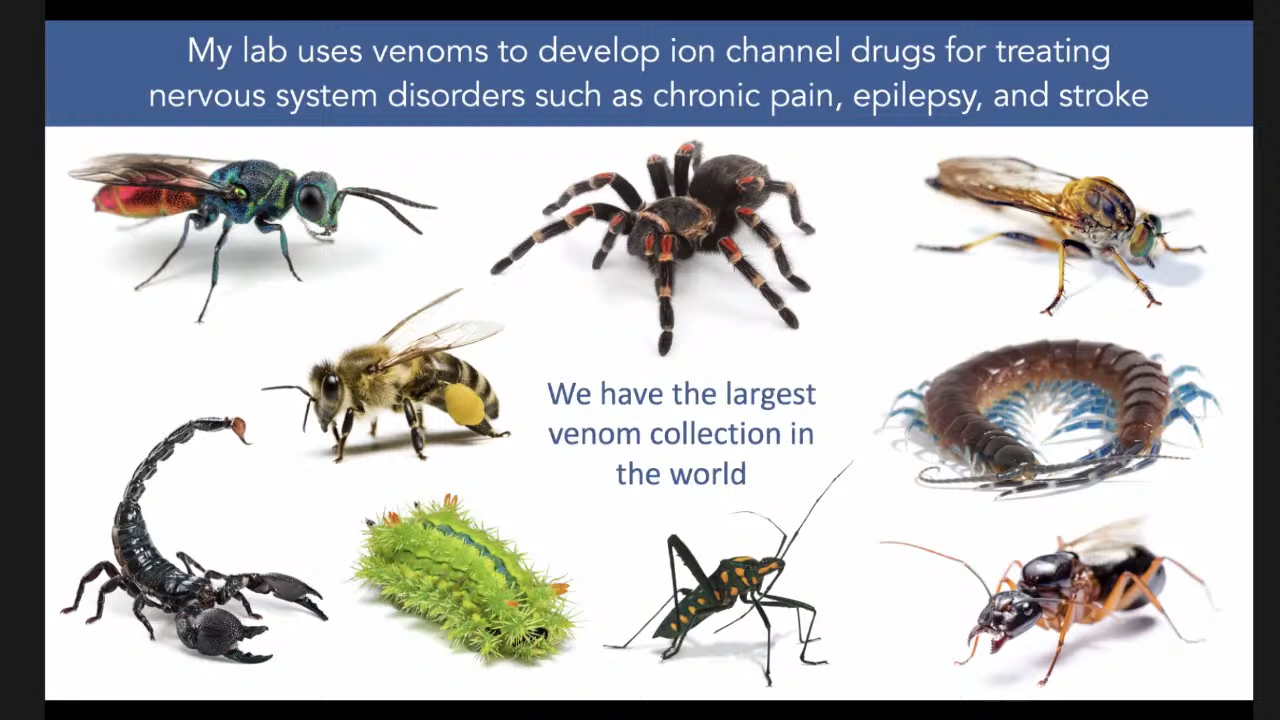 My lab uses venoms to develop ion channel drugs for treating
nervous system disorders such as chronic pain, epilepsy, and stroke
We have the largest
venom collection in
the world